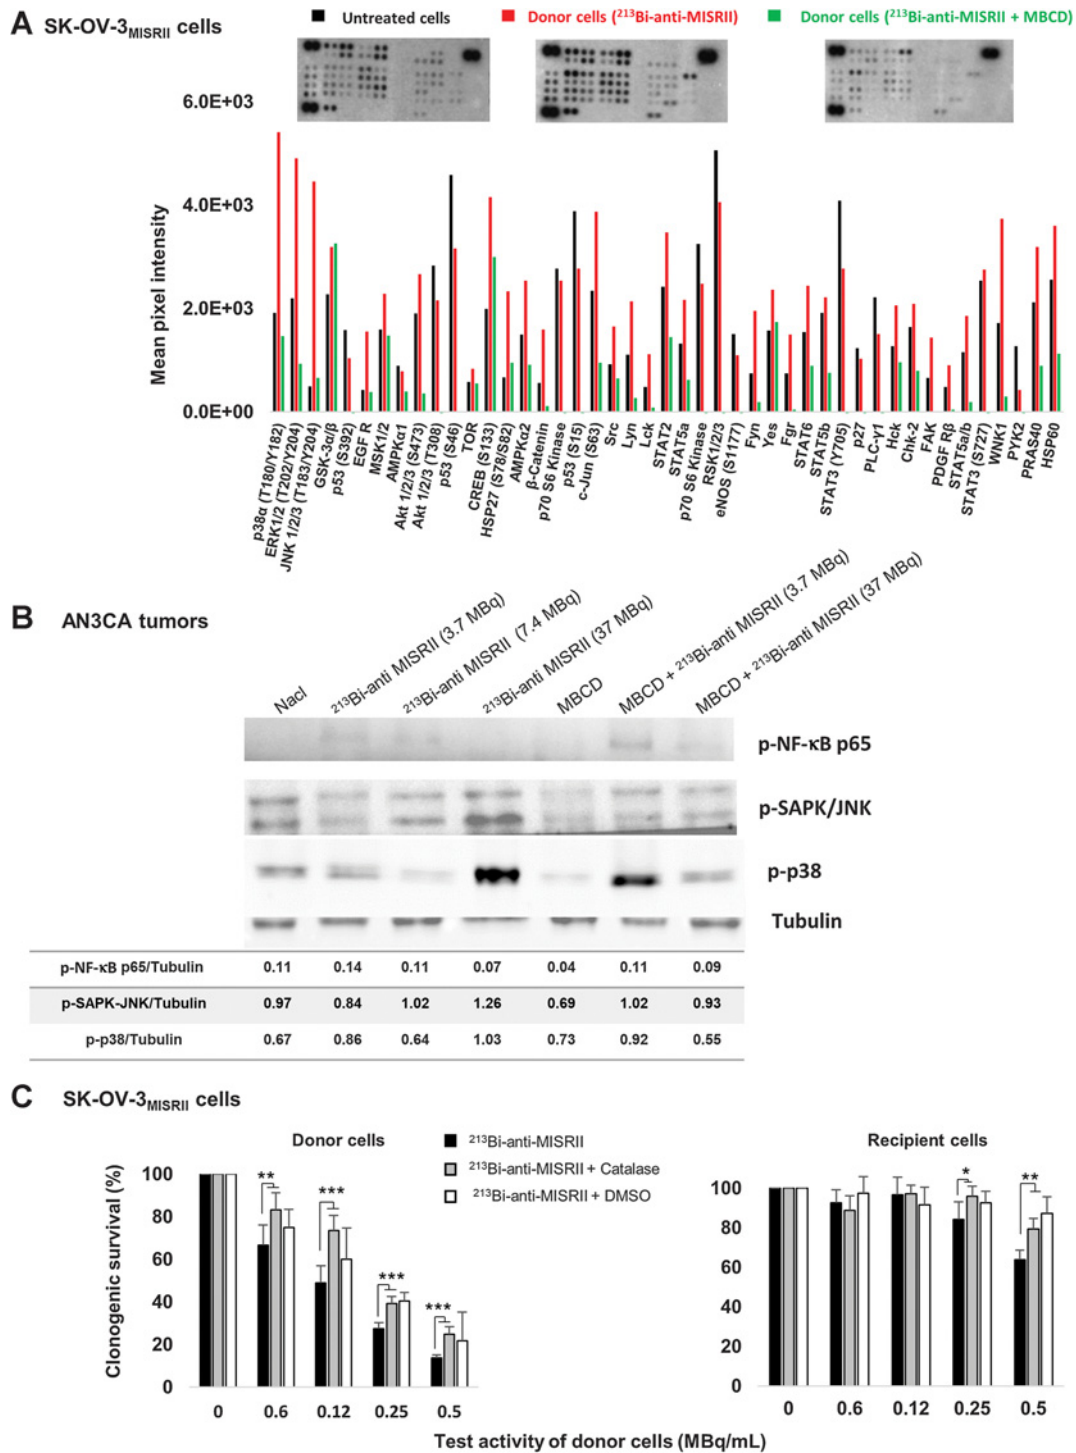 A SK-OV-3MISRII cells
Untreated cells
Donor cells (213Bi-anti-MISRII)
Donor cells (213Bi-anti-MISRII + MBCD)
6.0E+03
4.0E+03
2.0E+03
0.0E+00
Mean pixel intensity
p38α (T180/Y182)
ERK1/2 (T202/Y204)
JNK 1/2/3 (T183/Y204)
GSK-3α/β
p53 (S392)
EGF R
MSK1/2
AMPKα1
Akt 1/2/3 (S473)
Akt 1/2/3 (T308)
p53 (S46)
TOR
CREB (S133)
HSP27 (S78/S82)
AMPKα2
β-Catenin
p70 S6 Kinase
p53 (S15)
c-Jun (S63)
Src
Lyn
Lck
STAT2
STAT5a
p70 S6 Kinase
RSK1/2/3
eNOS (S1177)
Fyn
Yes
Fgr
STAT6
STAT5b
STAT3 (Y705)
p27
PLC-γ1
Hck
Chk-2
FAK
PDGF Rβ
STAT5a/b
STAT3 (S727)
WNK1
PYK2
PRAS40
HSP60
B AN3CA tumors
Nacl
213Bi-anti MISRII (3.7 MBq)
213Bi-anti MISRII (7.4 MBq)
213Bi-anti MISRII (37 MBq)
MBCD
MBCD + 213Bi-anti MISRII (3.7 MBq)
MBCD + 213Bi-anti MISRII (37 MBq)
p-NF-κB p65
p-SAPK/JNK
p-p38
Tubulin
p-NF-κB p65/Tubulin 0.11 0.14 0.11 0.07 0.04 0.11 0.09
p-SAPK-JNK/Tubulin 0.97 0.84 1.02 1.26 0.69 1.02 0.93
p-p38/Tubulin 0.67 0.86 0.64 1.03 0.73 0.92 0.55
C SK-OV-3MISRII cells
Donor cells
213Bi-anti-MISRII
213Bi-anti-MISRII + Catalase
213Bi-anti-MISRII + DMSO
Recipient cells
Clonogenic survival (%)
100
80
60
40
20
0
** *** *** ***
0 0.6 0.12 0.25 0.5
100
80
60
40
20
0
* **
0 0.6 0.12 0.25 0.5
Test activity of donor cells (MBq/mL)